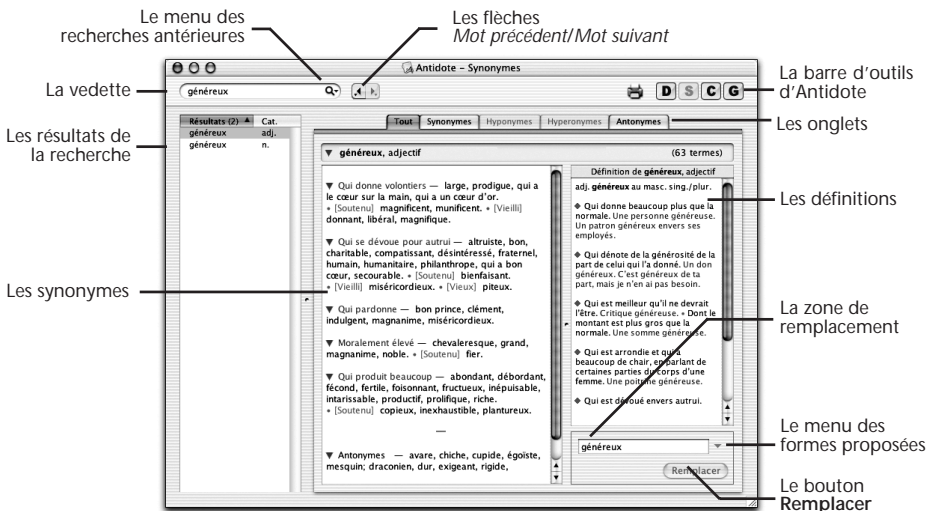 Le menu des
recherches antérieures
Les flèches
Mot précédent/Mot suivant
La vedette
La barre d'outils
d'Antidote
Les résultats de
la recherche
Les onglets
Les définitions
Les synonymes
La zone de
remplacement
Le menu des
formes proposées
Le bouton
Remplacer
Antidote – Synonymes
généreux
D S C G
Résultats (2) ▲ Cat.
généreux adj.
généreux n.
Tout Synonymes Hyponymes Hyperonymes Antonymes
▼ généreux, adjectif (63 termes)
▼ Qui donne volontiers — large, prodigue, qui a
le cœur sur la main, qui a un cœur d'or.
• [Soutenu] magnificent, munificent. • [Vieilli]
donnant, libéral, magnifique.
▼ Qui se dévoue pour autrui — altruiste, bon,
charitable, compatissant, désintéressé, fraternel,
humain, humanitaire, philanthrope, qui a bon
cœur, secourable. • [Soutenu] bienfaisant.
• [Vieilli] miséricordieux. • [Vieux] piteux.
▼ Qui pardonne — bon prince, clément,
indulgent, magnanime, miséricordieux.
▼ Moralement élevé — chevaleresque, grand,
magnanime, noble. • [Soutenu] fier.
▼ Qui produit beaucoup — abondant, débordant,
fécond, fertile, foisonnant, fructueux, inépuisable,
intarissable, productif, prolifique, riche.
• [Soutenu] copieux, inexhaustible, plantureux.
—
▼ Antonymes — avare, chiche, cupide, égoïste,
mesquin; draconien, dur, exigeant, rigide,
Définition de généreux, adjectif
adj. généreux au masc. sing./plur.
◆ Qui donne beaucoup plus que la
normale. Une personne généreuse.
Un patron généreux envers ses
employés.
◆ Qui dénote de la générosité de la
part de celui qui l'a donné. Un don
généreux. C'est généreux de ta
part, mais je n'en ai pas besoin.
◆ Qui est meilleur qu'il ne devrait
l'être. Critique généreuse. • Dont le
montant est plus gros que la
normale. Une somme généreuse.
◆ Qui est arrondie et qui a
beaucoup de chair, en parlant de
certaines parties du corps d'une
femme. Une poitrine généreuse.
◆ Qui est dévoué envers autrui.
généreux
Remplacer